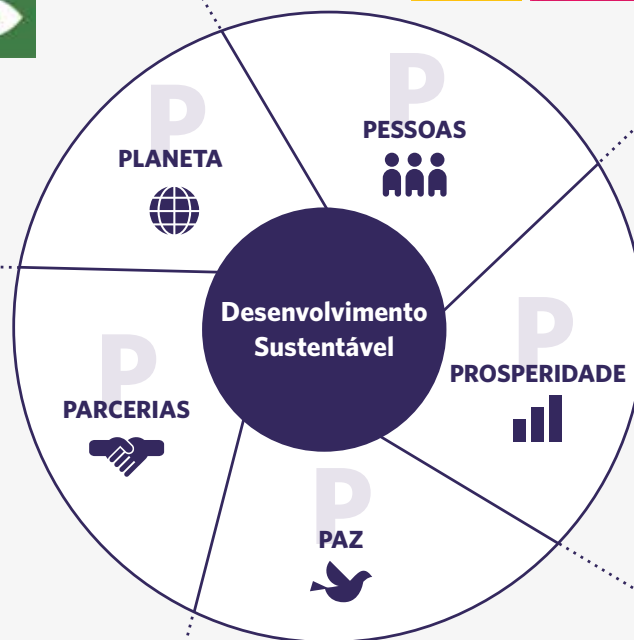 P
PESSOAS
P
PLANETA
Desenvolvimento
Sustentável
P
PROSPERIDADE
P
PARCERIAS
P
PAZ